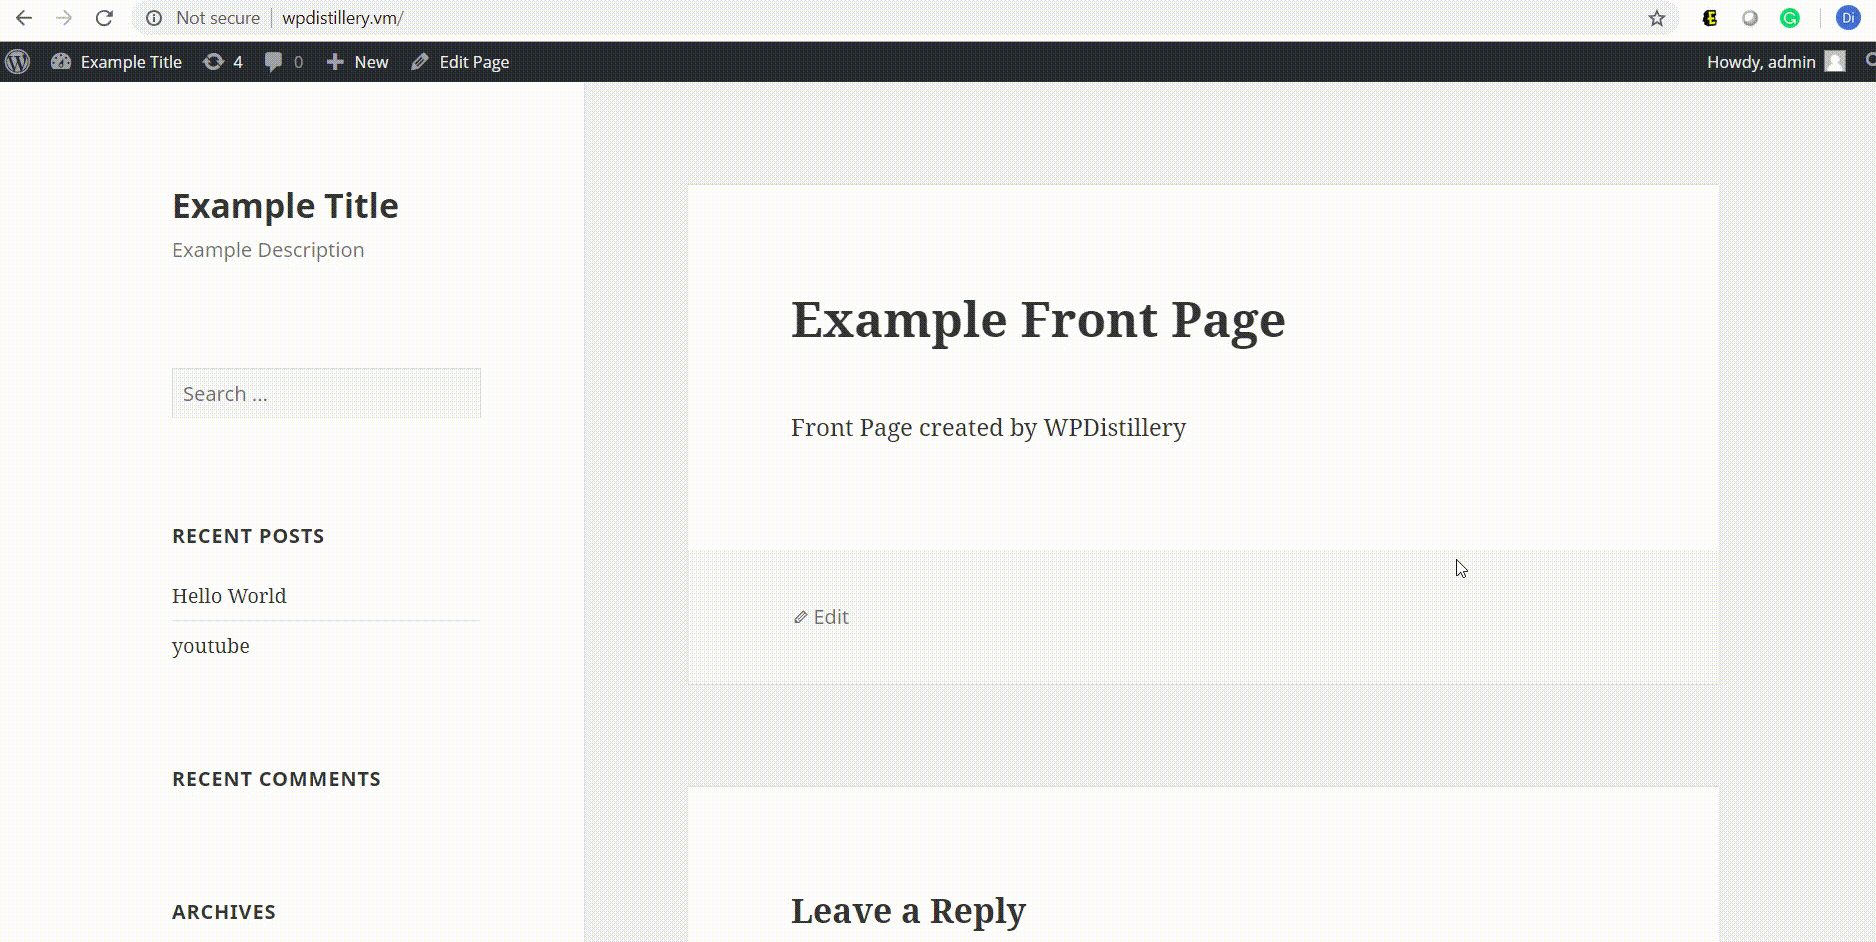 Not secure | wpdistillery.vm/
Di
Example Title 4 0 New Edit Page Howdy, admin
Example Title
Example Description
Search ...
RECENT POSTS
Hello World
youtube
RECENT COMMENTS
ARCHIVES
Example Front Page
Front Page created by WPDistillery
Edit
Leave a Reply